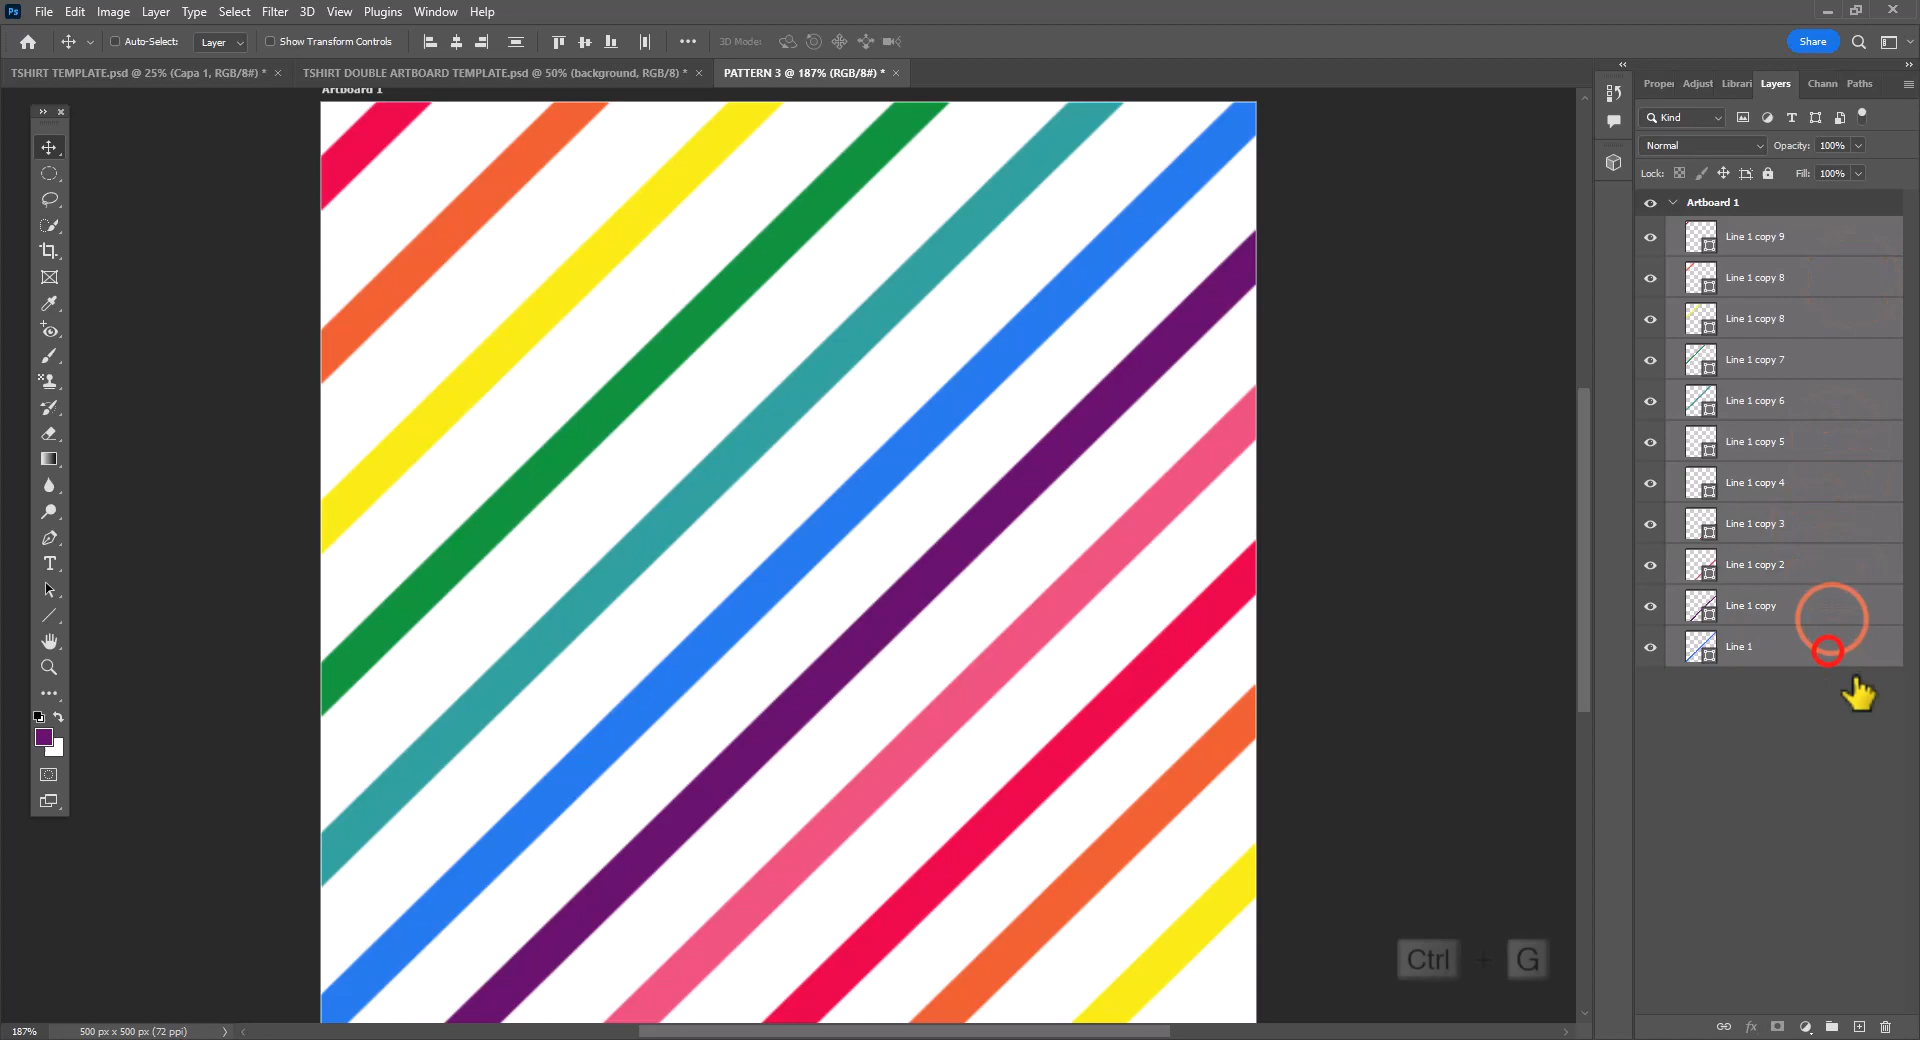 Ps File Edit Image Layer Type Select Filter 3D View Plugins Window Help
Auto-Select: Layer Show Transform Controls 3D Mode: Share
TSHIRT TEMPLATE.psd @ 25% (Capa 1, RGB/8#) * TSHIRT DOUBLE ARTBOARD TEMPLATE.psd @ 50% (background, RGB/8) * PATTERN 3 @ 187% (RGB/8#) *
Artboard 1
Proper Adjust Librari Layers Chann Paths
Kind
Normal Opacity: 100%
Lock: Fill: 100%
Artboard 1
Line 1 copy 9
Line 1 copy 8
Line 1 copy 8
Line 1 copy 7
Line 1 copy 6
Line 1 copy 5
Line 1 copy 4
Line 1 copy 3
Line 1 copy 2
Line 1 copy
Line 1
Ctrl + G
187% 500 px x 500 px (72 ppi)